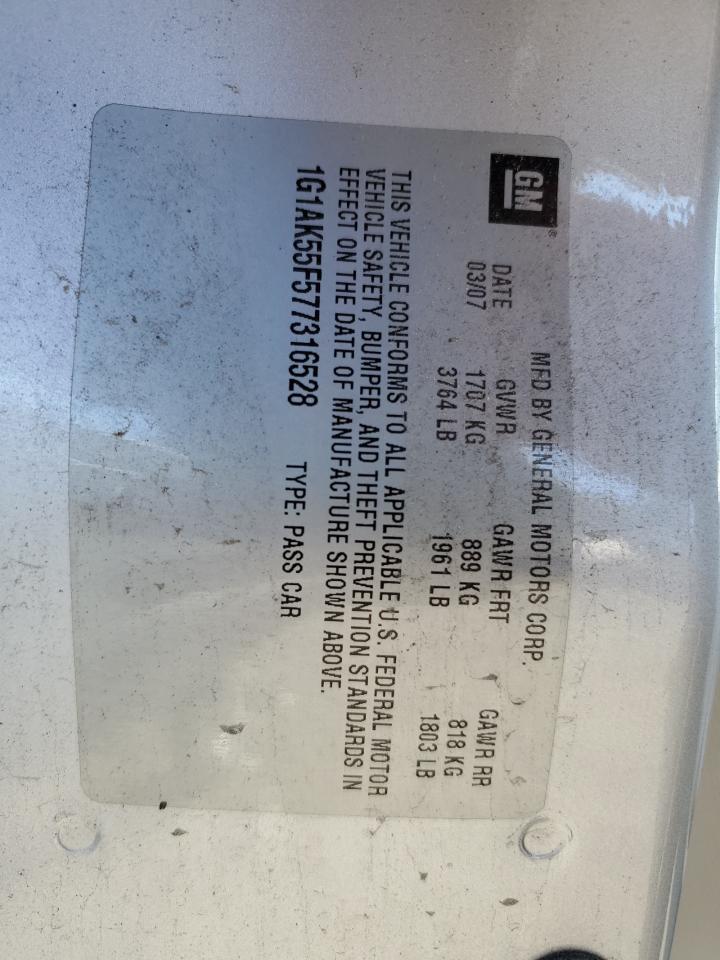 GM®
MFD BY GENERAL MOTORS CORP.
DATE GVWR GAWR FRT GAWR RR
03/07 1707 KG 889 KG 818 KG
3764 LB 1961 LB 1803 LB
THIS VEHICLE CONFORMS TO ALL APPLICABLE U.S. FEDERAL MOTOR
VEHICLE SAFETY, BUMPER, AND THEFT PREVENTION STANDARDS IN
EFFECT ON THE DATE OF MANUFACTURE SHOWN ABOVE.
1G1AK55F577316528 TYPE: PASS CAR